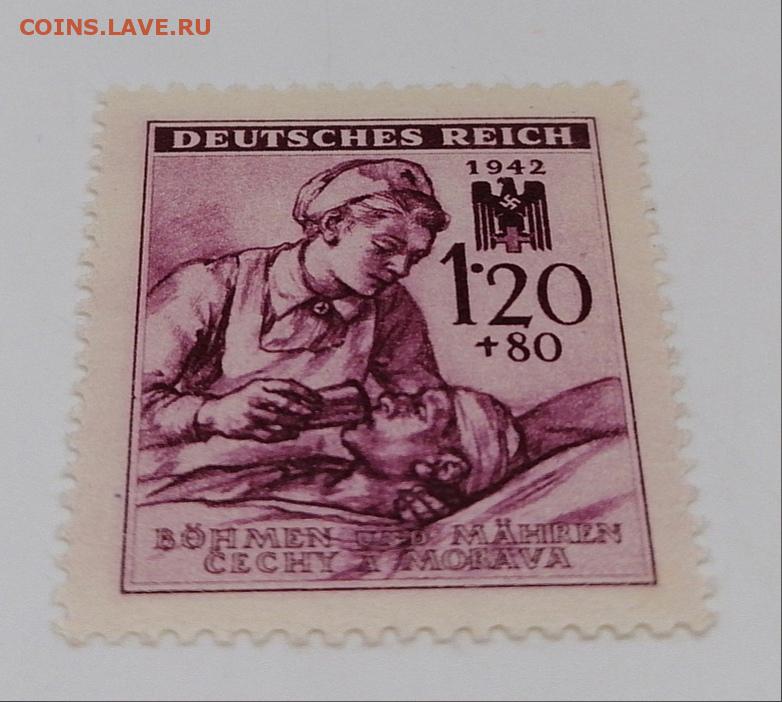 COINS.LAVE.RU
DEUTSCHES REICH
1942
1·20
+80
BÖHMEN UND MÄHREN
ČECHY A MORAVA